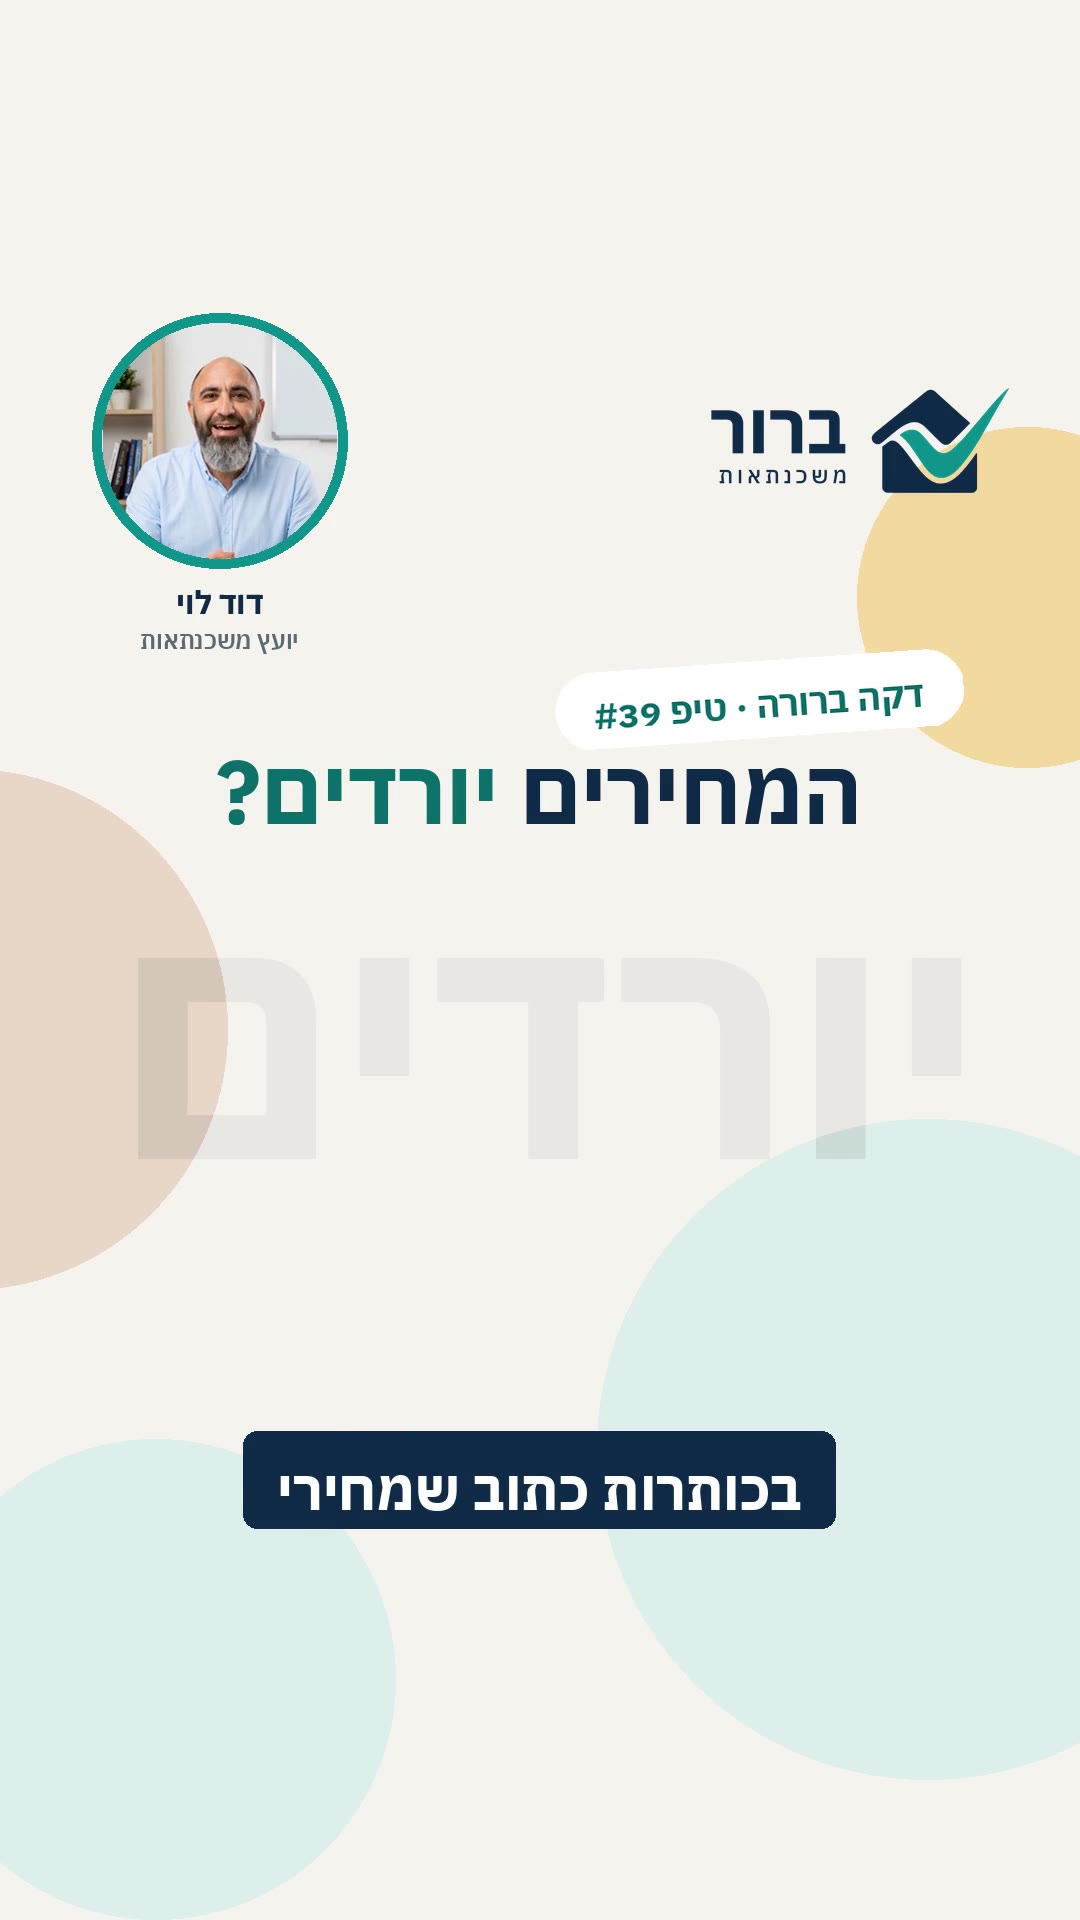 ברור
משכנתאות
דוד לוי
יועץ משכנתאות
דקה ברורה · טיפ #39
המחירים יורדים?
יורדים
בכותרות כתוב שמחירי